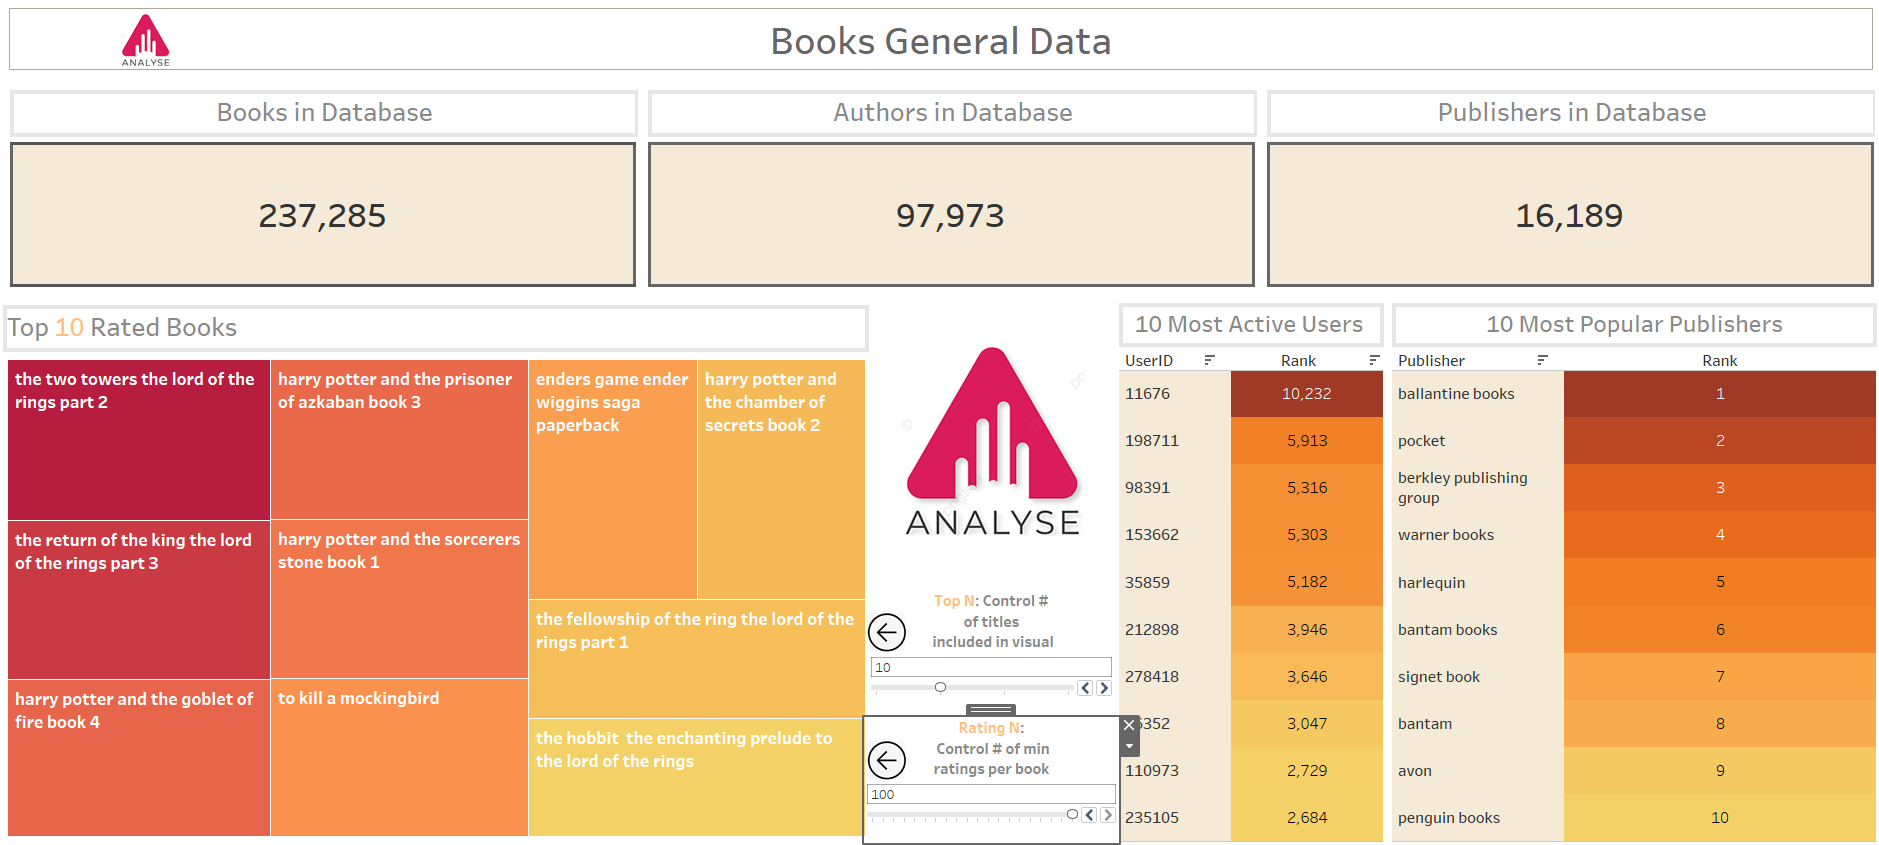 ANALYSE
Books General Data
Books in Database
Authors in Database
Publishers in Database
237,285
97,973
16,189
Top 10 Rated Books
the two towers the lord of the
rings part 2
the return of the king the lord
of the rings part 3
harry potter and the goblet of
fire book 4
harry potter and the prisoner
of azkaban book 3
harry potter and the sorcerers
stone book 1
to kill a mockingbird
enders game ender
wiggins saga
paperback
harry potter and
the chamber of
secrets book 2
the fellowship of the ring the lord of the
rings part 1
the hobbit the enchanting prelude to
the lord of the rings
ANALYSE
Top N: Control #
of titles
included in visual
10
Rating N:
Control # of min
ratings per book
100
10 Most Active Users
UserID Rank
11676 10,232
198711 5,913
98391 5,316
153662 5,303
35859 5,182
212898 3,946
278418 3,646
6352 3,047
110973 2,729
235105 2,684
10 Most Popular Publishers
Publisher Rank
ballantine books 1
pocket 2
berkley publishing
group 3
warner books 4
harlequin 5
bantam books 6
signet book 7
bantam 8
avon 9
penguin books 10